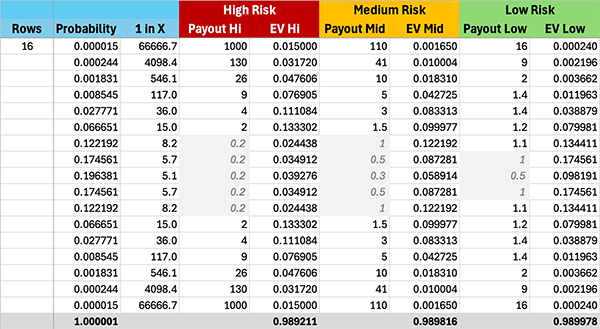 High Risk Medium Risk Low Risk
Rows Probability 1 in X Payout Hi EV Hi Payout Mid EV Mid Payout Low EV Low
16 0.000015 66666.7 1000 0.015000 110 0.001650 16 0.000240
0.000244 4098.4 130 0.031720 41 0.010004 9 0.002196
0.001831 546.1 26 0.047606 10 0.018310 2 0.003662
0.008545 117.0 9 0.076905 5 0.042725 1.4 0.011963
0.027771 36.0 4 0.111084 3 0.083313 1.4 0.038879
0.066651 15.0 2 0.133302 1.5 0.099977 1.2 0.079981
0.122192 8.2 0.2 0.024438 1 0.122192 1.1 0.134411
0.174561 5.7 0.2 0.034912 0.5 0.087281 1 0.174561
0.196381 5.1 0.2 0.039276 0.3 0.058914 0.5 0.098191
0.174561 5.7 0.2 0.034912 0.5 0.087281 1 0.174561
0.122192 8.2 0.2 0.024438 1 0.122192 1.1 0.134411
0.066651 15.0 2 0.133302 1.5 0.099977 1.2 0.079981
0.027771 36.0 4 0.111084 3 0.083313 1.4 0.038879
0.008545 117.0 9 0.076905 5 0.042725 1.4 0.011963
0.001831 546.1 26 0.047606 10 0.018310 2 0.003662
0.000244 4098.4 130 0.031720 41 0.010004 9 0.002196
0.000015 66666.7 1000 0.015000 110 0.001650 16 0.000240
1.000001 0.989211 0.989816 0.989978